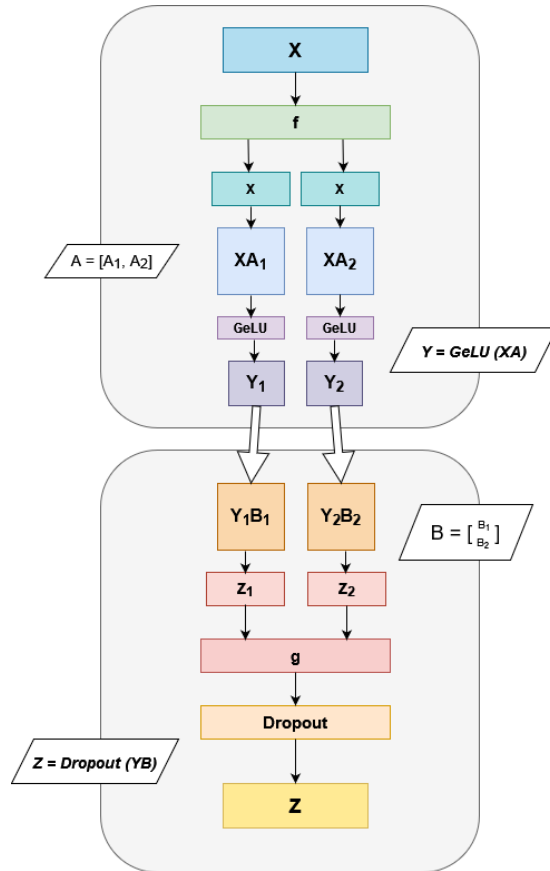 X
f
x x
XA₁ XA₂
A = [A₁, A₂]
GeLU GeLU
Y = GeLU (XA)
Y₁ Y₂
Y₁B₁ Y₂B₂
B = [ B₁
B₂ ]
z₁ z₂
g
Dropout
Z = Dropout (YB)
Z